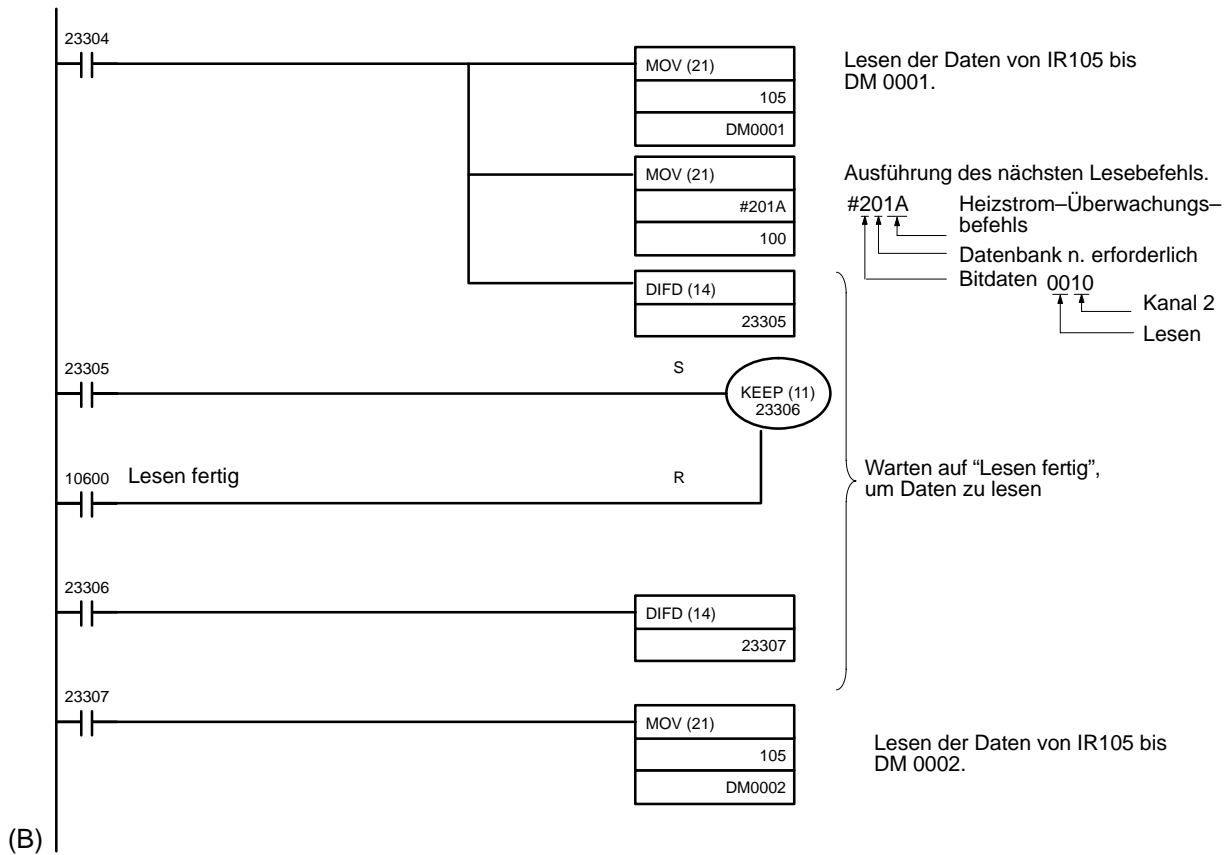 23304
MOV (21)
105
DM0001
Lesen der Daten von IR105 bis
DM 0001.
MOV (21)
#201A
100
Ausführung des nächsten Lesebefehls.
#201A
Heizstrom–Überwachungs–
befehls
Datenbank n. erforderlich
Bitdaten 0010
Kanal 2
Lesen
DIFD (14)
23305
23305
S
KEEP (11)
23306
10600 Lesen fertig
R
Warten auf “Lesen fertig”,
um Daten zu lesen
23306
DIFD (14)
23307
23307
MOV (21)
105
DM0002
Lesen der Daten von IR105 bis
DM 0002.
(B)